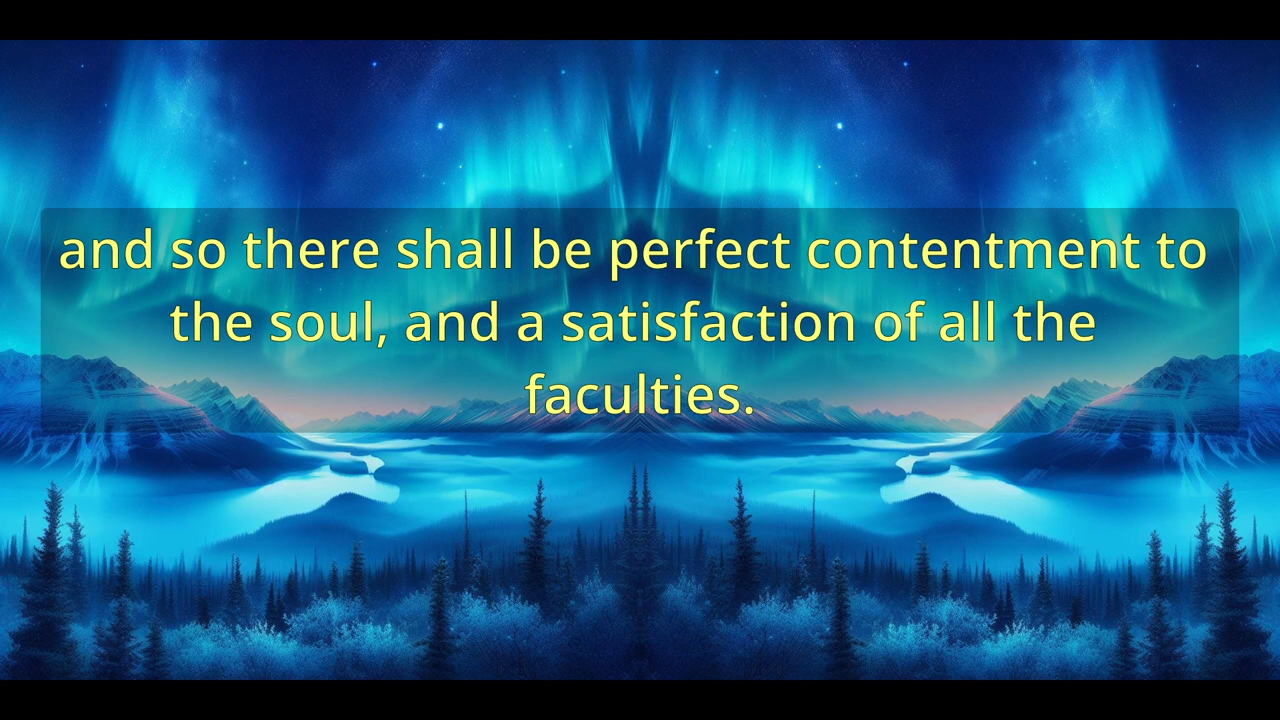 and so there shall be perfect contentment to
the soul, and a satisfaction of all the
faculties.